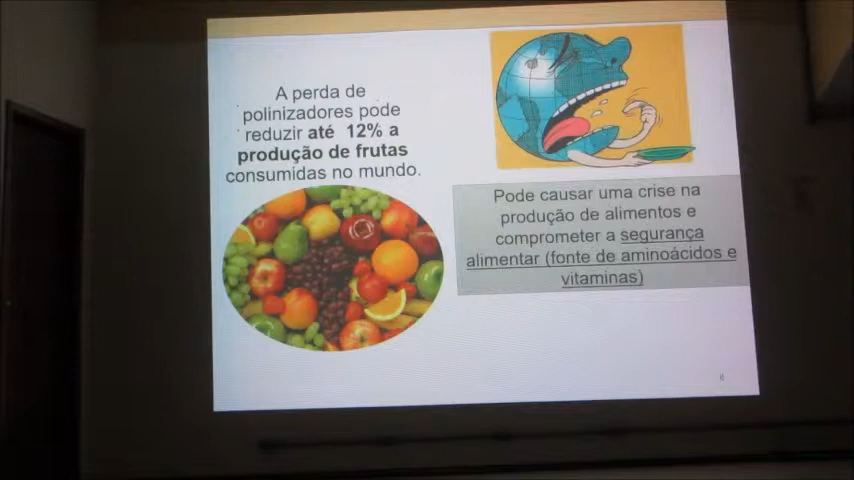 A perda de
polinizadores pode
reduzir até 12% a
produção de frutas
consumidas no mundo.
Pode causar uma crise na
produção de alimentos e
comprometer a segurança
alimentar (fonte de aminoácidos e
vitaminas)
6